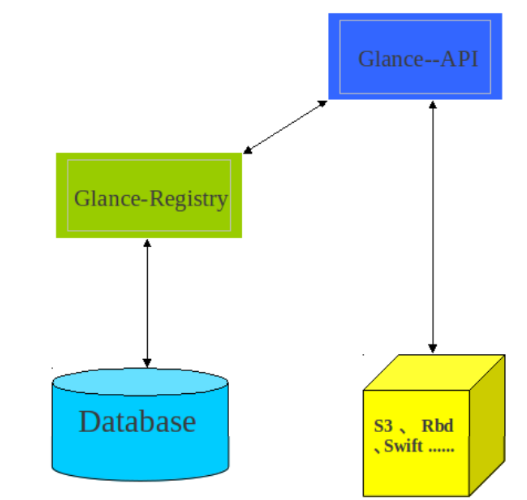 Glance--API
Glance-Registry
Database
S3 、 Rbd
、Swift ......